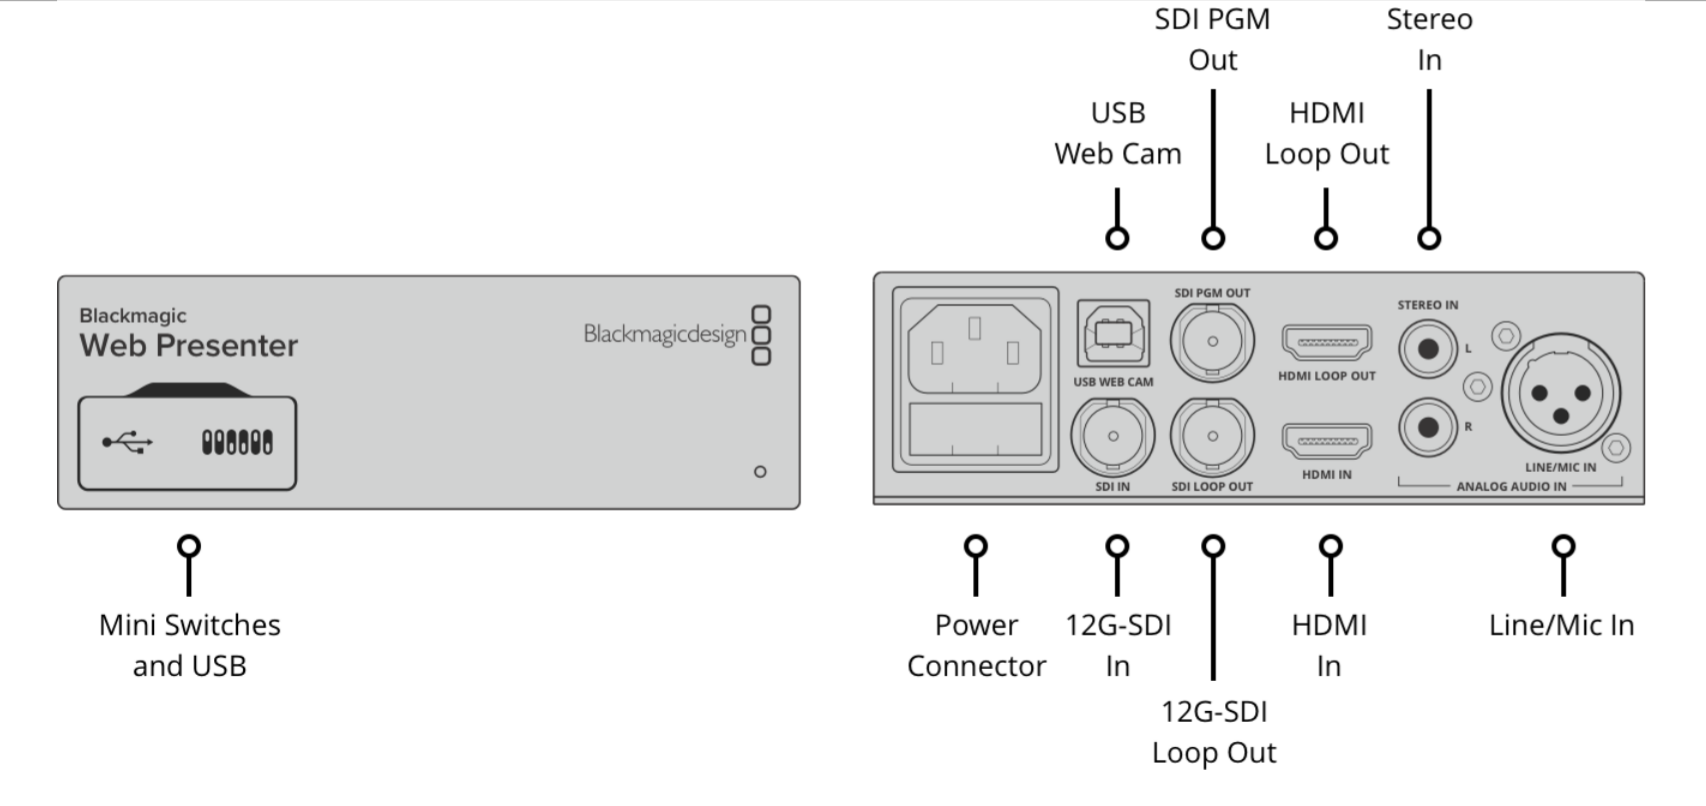 SDI PGM
Out
Stereo
In
USB
Web Cam
HDMI
Loop Out
Blackmagic
Web Presenter
Blackmagicdesign
SDI PGM OUT
STEREO IN
L
HDMI LOOP OUT
USB WEB CAM
R
LINE/MIC IN
HDMI IN
SDI IN
SDI LOOP OUT
ANALOG AUDIO IN
Mini Switches
and USB
Power
Connector
12G-SDI
In
HDMI
In
Line/Mic In
12G-SDI
Loop Out